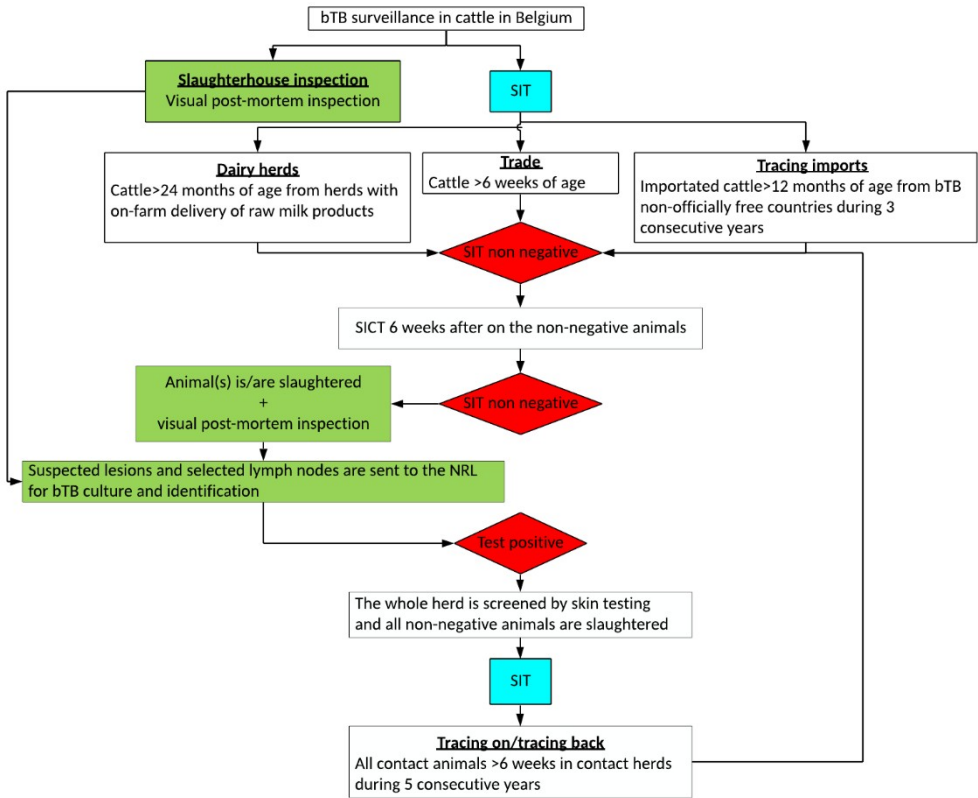 bTB surveillance in cattle in Belgium
Slaughterhouse inspection
Visual post-mortem inspection
SIT
Dairy herds
Cattle>24 months of age from herds with
on-farm delivery of raw milk products
Trade
Cattle >6 weeks of age
Tracing imports
Importated cattle>12 months of age from bTB
non-officially free countries during 3
consecutive years
SIT non negative
SICT 6 weeks after on the non-negative animals
Animal(s) is/are slaughtered
+
visual post-mortem inspection
SIT non negative
Suspected lesions and selected lymph nodes are sent to the NRL
for bTB culture and identification
Test positive
The whole herd is screened by skin testing
and all non-negative animals are slaughtered
SIT
Tracing on/tracing back
All contact animals >6 weeks in contact herds
during 5 consecutive years